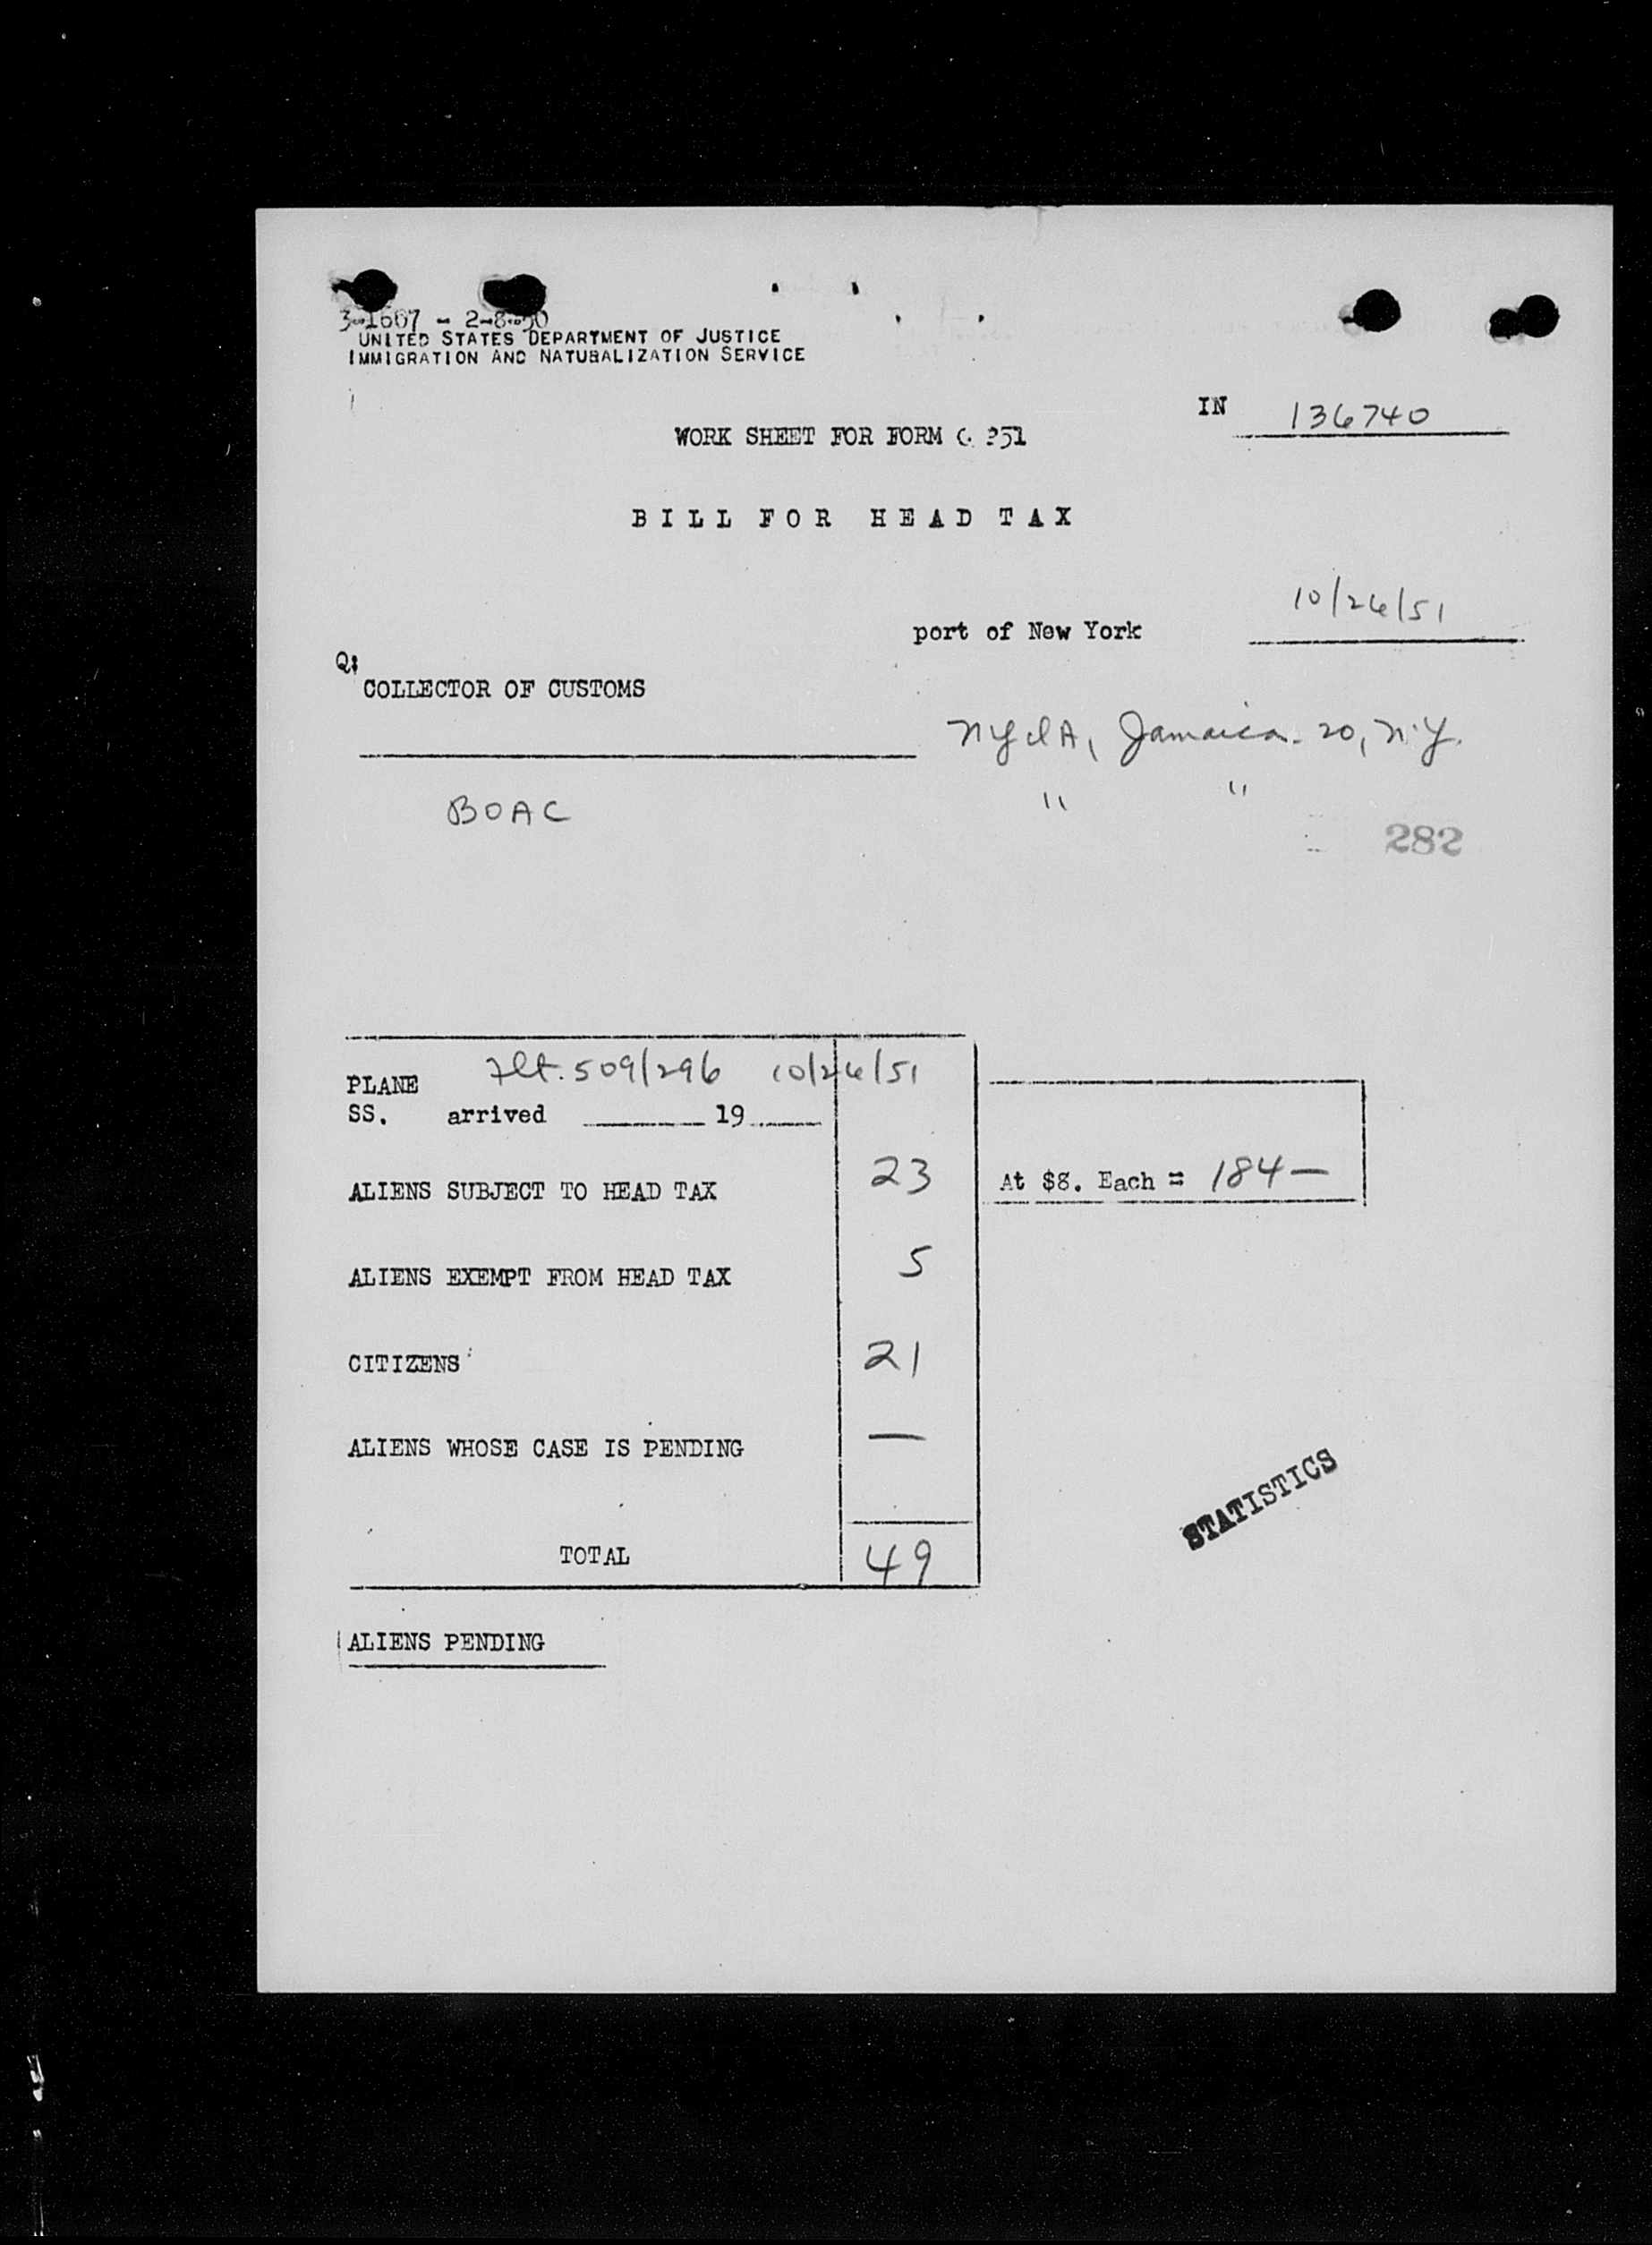 3-1667 - 2-8-50
UNITED STATES DEPARTMENT OF JUSTICE
IMMIGRATION AND NATURALIZATION SERVICE
IN 136740
WORK SHEET FOR FORM 351
BILL FOR HEAD TAX
10/26/51
port of New York
COLLECTOR OF CUSTOMS
NYIA, Jamaica 20, N.Y.
BOAC " "
282
PLANE Flt. 509/296 10/26/51
SS. arrived 19
ALIENS SUBJECT TO HEAD TAX 23 At $8. Each = 184—
ALIENS EXEMPT FROM HEAD TAX 5
CITIZENS 21
ALIENS WHOSE CASE IS PENDING —
STATISTICS
TOTAL 49
ALIENS PENDING